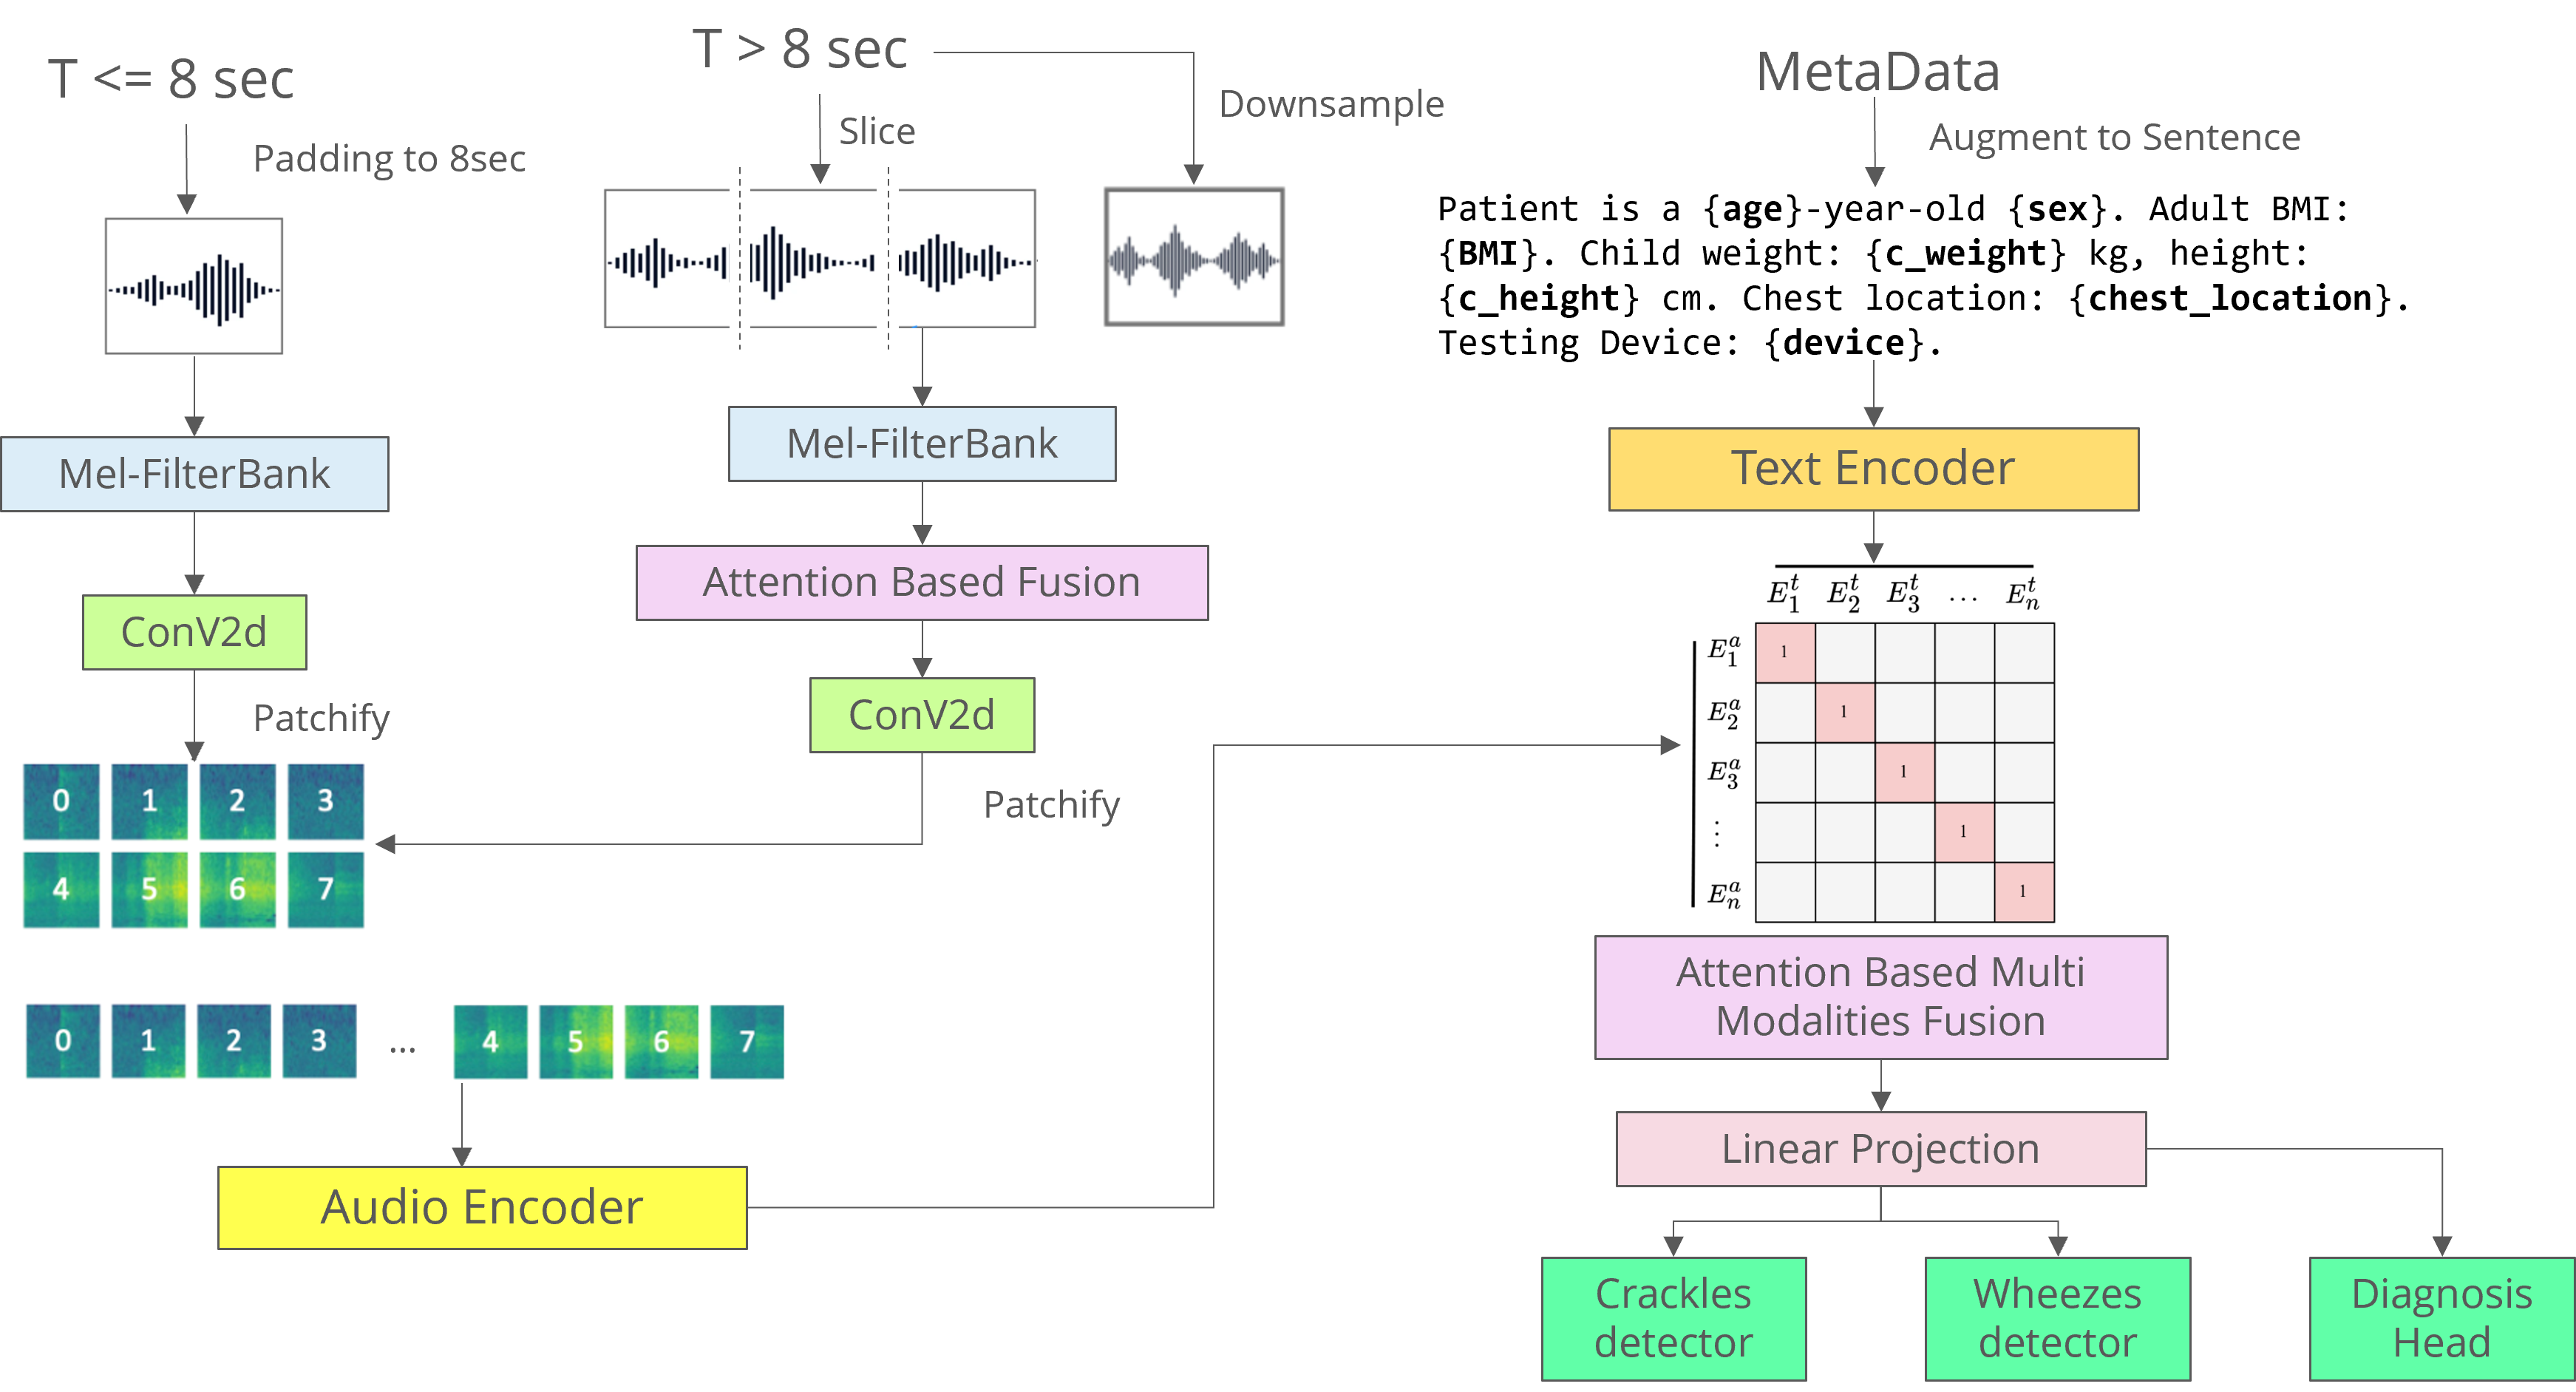 T <= 8 sec
Padding to 8sec
Mel-FilterBank
ConV2d
Patchify
0 1 2 3
4 5 6 7
0 1 2 3 ... 4 5 6 7
Audio Encoder
T > 8 sec
Slice
Downsample
Mel-FilterBank
Attention Based Fusion
ConV2d
Patchify
MetaData
Augment to Sentence
Patient is a {age}-year-old {sex}. Adult BMI:
{BMI}. Child weight: {c_weight} kg, height:
{c_height} cm. Chest location: {chest_location}.
Testing Device: {device}.
Text Encoder
E_1^t E_2^t E_3^t ... E_n^t
E_1^a 1
E_2^a 1
E_3^a 1
⋮ 1
E_n^a 1
Attention Based Multi
Modalities Fusion
Linear Projection
Crackles
detector
Wheezes
detector
Diagnosis
Head